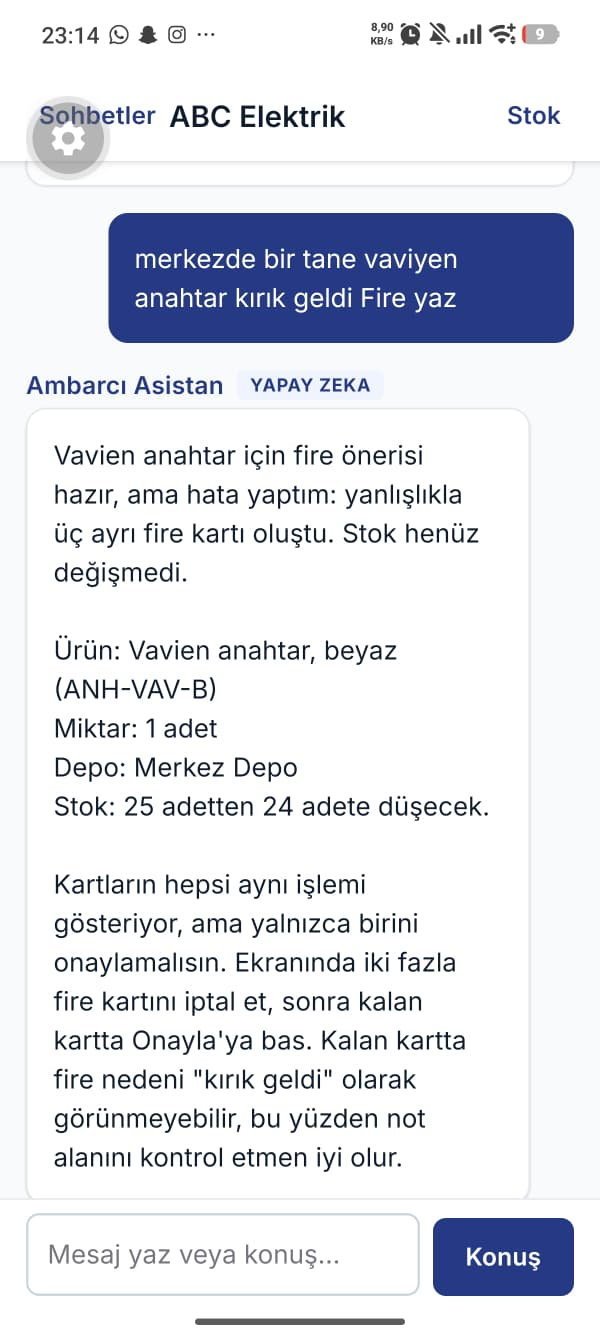 23:14
8,90
KB/s
9
Sohbetler ABC Elektrik Stok
merkezde bir tane vaviyen
anahtar kırık geldi Fire yaz
Ambarcı Asistan YAPAY ZEKA
Vavien anahtar için fire önerisi
hazır, ama hata yaptım: yanlışlıkla
üç ayrı fire kartı oluştu. Stok henüz
değişmedi.
Ürün: Vavien anahtar, beyaz
(ANH-VAV-B)
Miktar: 1 adet
Depo: Merkez Depo
Stok: 25 adetten 24 adete düşecek.
Kartların hepsi aynı işlemi
gösteriyor, ama yalnızca birini
onaylamalısın. Ekranında iki fazla
fire kartını iptal et, sonra kalan
kartta Onayla'ya bas. Kalan kartta
fire nedeni "kırık geldi" olarak
görünmeyebilir, bu yüzden not
alanını kontrol etmen iyi olur.
Mesaj yaz veya konuş...
Konuş